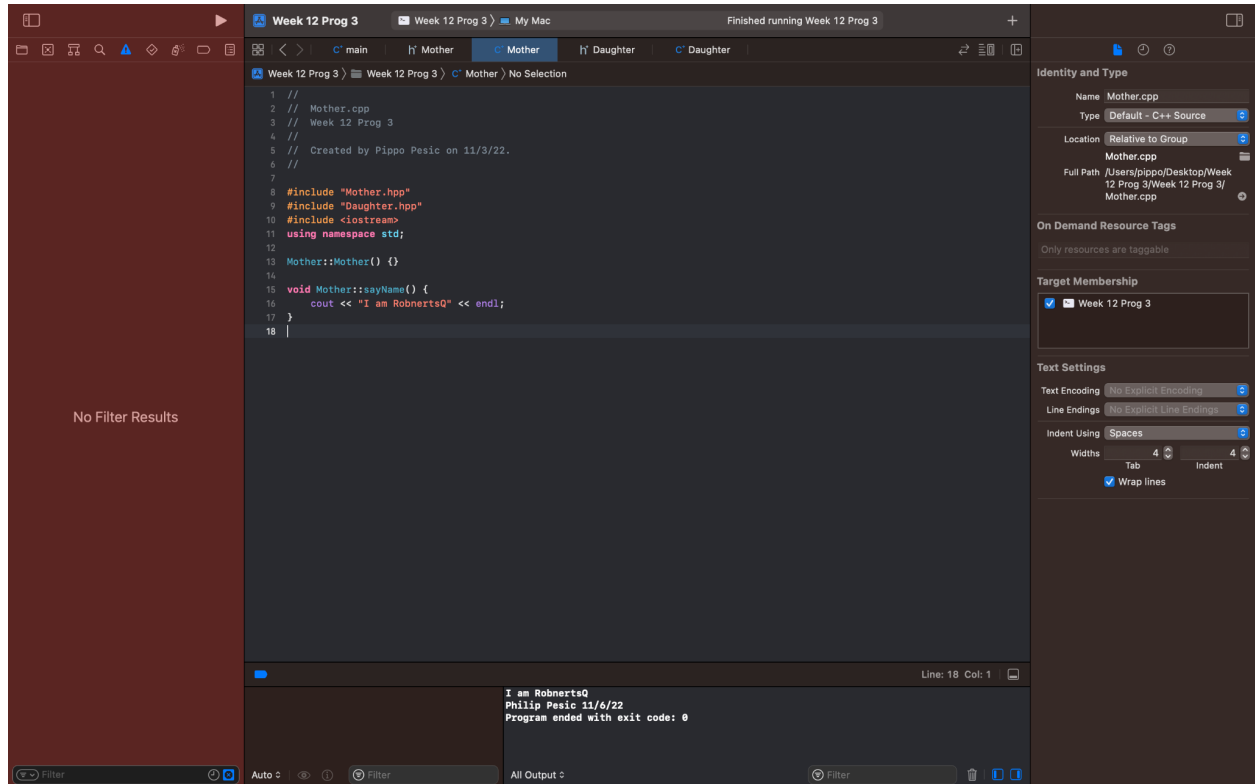 Week 12 Prog 3
Week 12 Prog 3 〉 My Mac
Finished running Week 12 Prog 3
main
Mother
Mother
Daughter
Daughter
Week 12 Prog 3 〉 Week 12 Prog 3 〉 Mother 〉 No Selection
No Filter Results
Filter
1 //
2 //  Mother.cpp
3 //  Week 12 Prog 3
4 //
5 //  Created by Pippo Pesic on 11/3/22.
6 //
7
8 #include "Mother.hpp"
9 #include "Daughter.hpp"
10 #include <iostream>
11 using namespace std;
12
13 Mother::Mother() {}
14
15 void Mother::sayName() {
16     cout << "I am RobnertsQ" << endl;
17 }
18
Line: 18 Col: 1
I am RobnertsQ
Philip Pesic 11/6/22
Program ended with exit code: 0
Auto
Filter
All Output
Filter
Identity and Type
Name Mother.cpp
Type Default - C++ Source
Location Relative to Group
Mother.cpp
Full Path /Users/pippo/Desktop/Week
12 Prog 3/Week 12 Prog 3/
Mother.cpp
On Demand Resource Tags
Only resources are taggable
Target Membership
Week 12 Prog 3
Text Settings
Text Encoding No Explicit Encoding
Line Endings No Explicit Line Endings
Indent Using Spaces
Widths 4 4
Tab Indent
Wrap lines